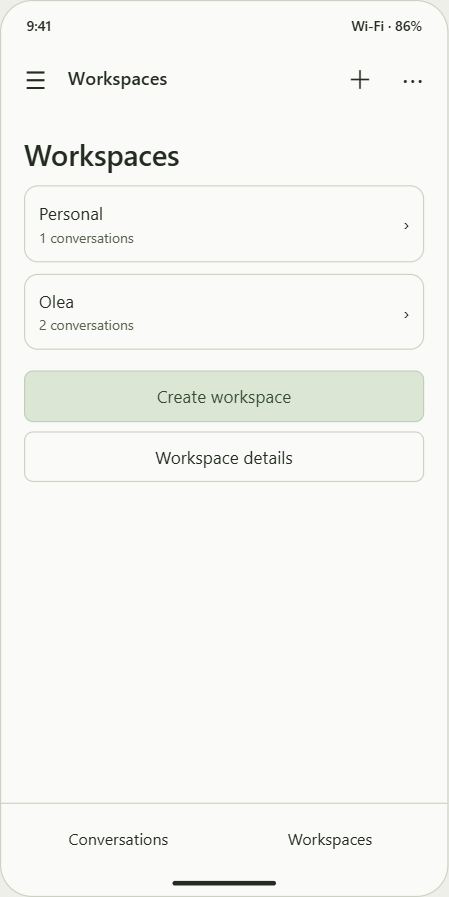 9:41
Wi-Fi · 86%
Workspaces
Workspaces
Personal
1 conversations
Olea
2 conversations
Create workspace
Workspace details
Conversations
Workspaces